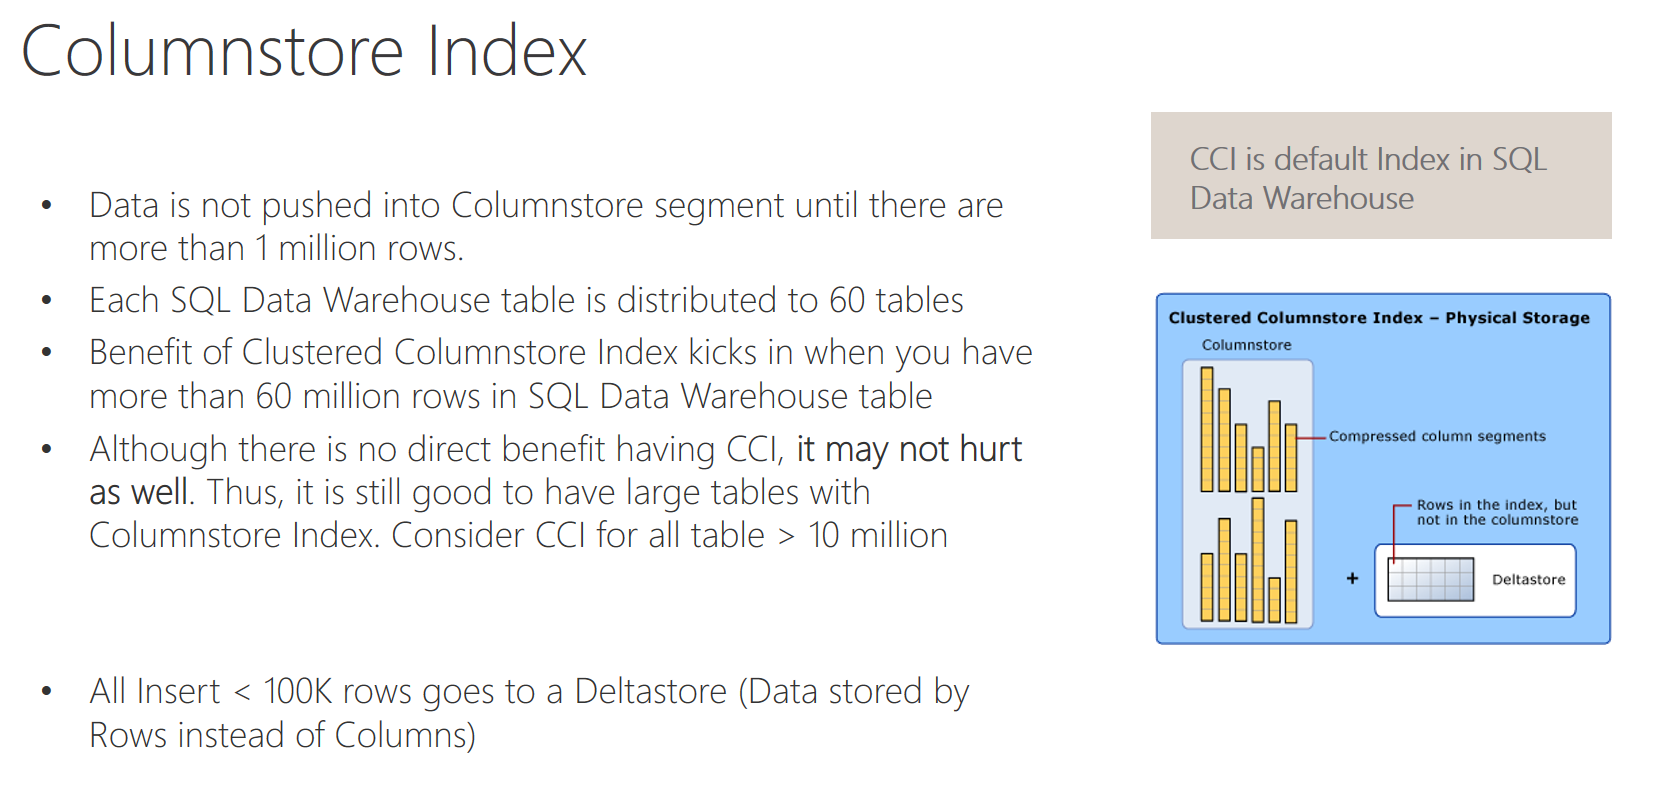 Columnstore Index
CCI is default Index in SQL
Data Warehouse
• Data is not pushed into Columnstore segment until there are
more than 1 million rows.
• Each SQL Data Warehouse table is distributed to 60 tables
• Benefit of Clustered Columnstore Index kicks in when you have
more than 60 million rows in SQL Data Warehouse table
• Although there is no direct benefit having CCI, it may not hurt
as well. Thus, it is still good to have large tables with
Columnstore Index. Consider CCI for all table > 10 million
• All Insert < 100K rows goes to a Deltastore (Data stored by
Rows instead of Columns)
Clustered Columnstore Index – Physical Storage
Columnstore
Compressed column segments
Rows in the index, but
not in the columnstore
+
Deltastore